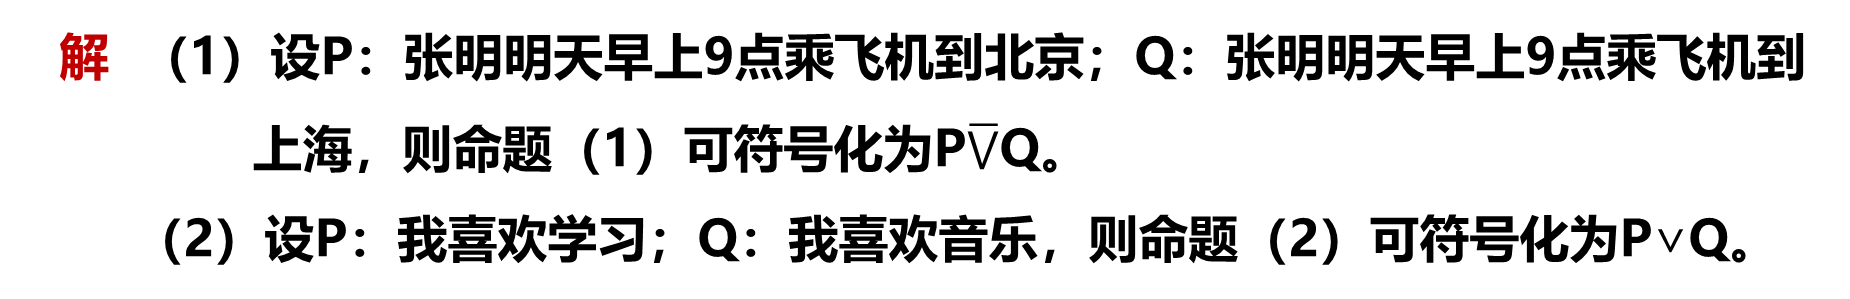 解 （1）设P：张明明天早上9点乘飞机到北京；Q：张明明天早上9点乘飞机到
上海，则命题（1）可符号化为P⊽Q。
（2）设P：我喜欢学习；Q：我喜欢音乐，则命题（2）可符号化为P∨Q。